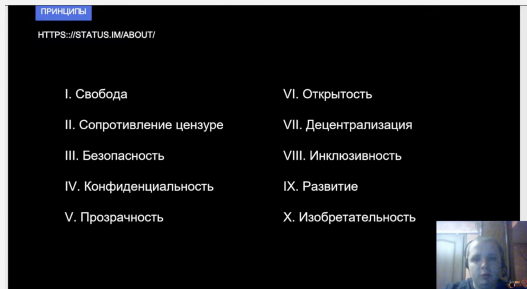 ПРИНЦИПЫ
HTTPS:://STATUS.IM/ABOUT/
I. Свобода
II. Сопротивление цензуре
III. Безопасность
IV. Конфиденциальность
V. Прозрачность
VI. Открытость
VII. Децентрализация
VIII. Инклюзивность
IX. Развитие
X. Изобретательность